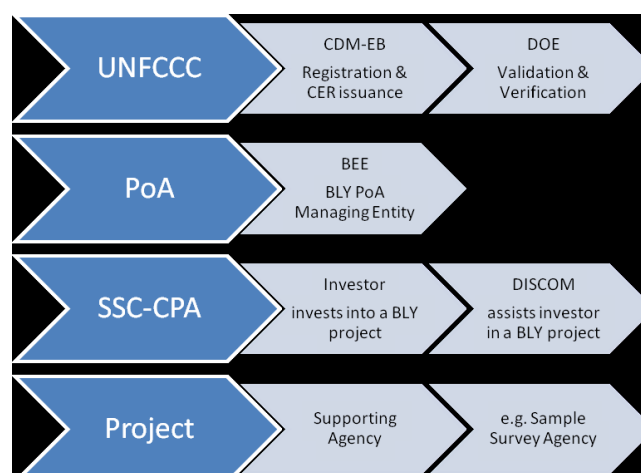 UNFCCC
CDM-EB
Registration &
CER issuance
DOE
Validation &
Verification
PoA
BEE
BLY PoA
Managing Entity
SSC-CPA
Investor
invests into a BLY
project
DISCOM
assists investor
in a BLY project
Project
Supporting
Agency
e.g. Sample
Survey Agency